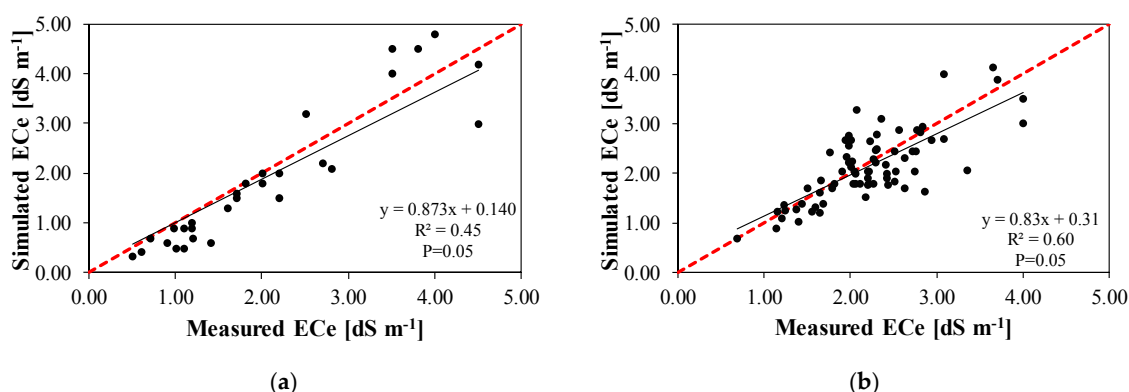 5.00
4.00
3.00
2.00
1.00
0.00
Simulated ECe [dS m⁻¹]
y = 0.873x + 0.140
R² = 0.45
P=0.05
0.00 1.00 2.00 3.00 4.00 5.00
Measured ECe [dS m⁻¹]
(a)
5.00
4.00
3.00
2.00
1.00
0.00
Simulated ECe [dS m⁻¹]
y = 0.83x + 0.31
R² = 0.60
P=0.05
0.00 1.00 2.00 3.00 4.00 5.00
Measured ECe [dS m⁻¹]
(b)